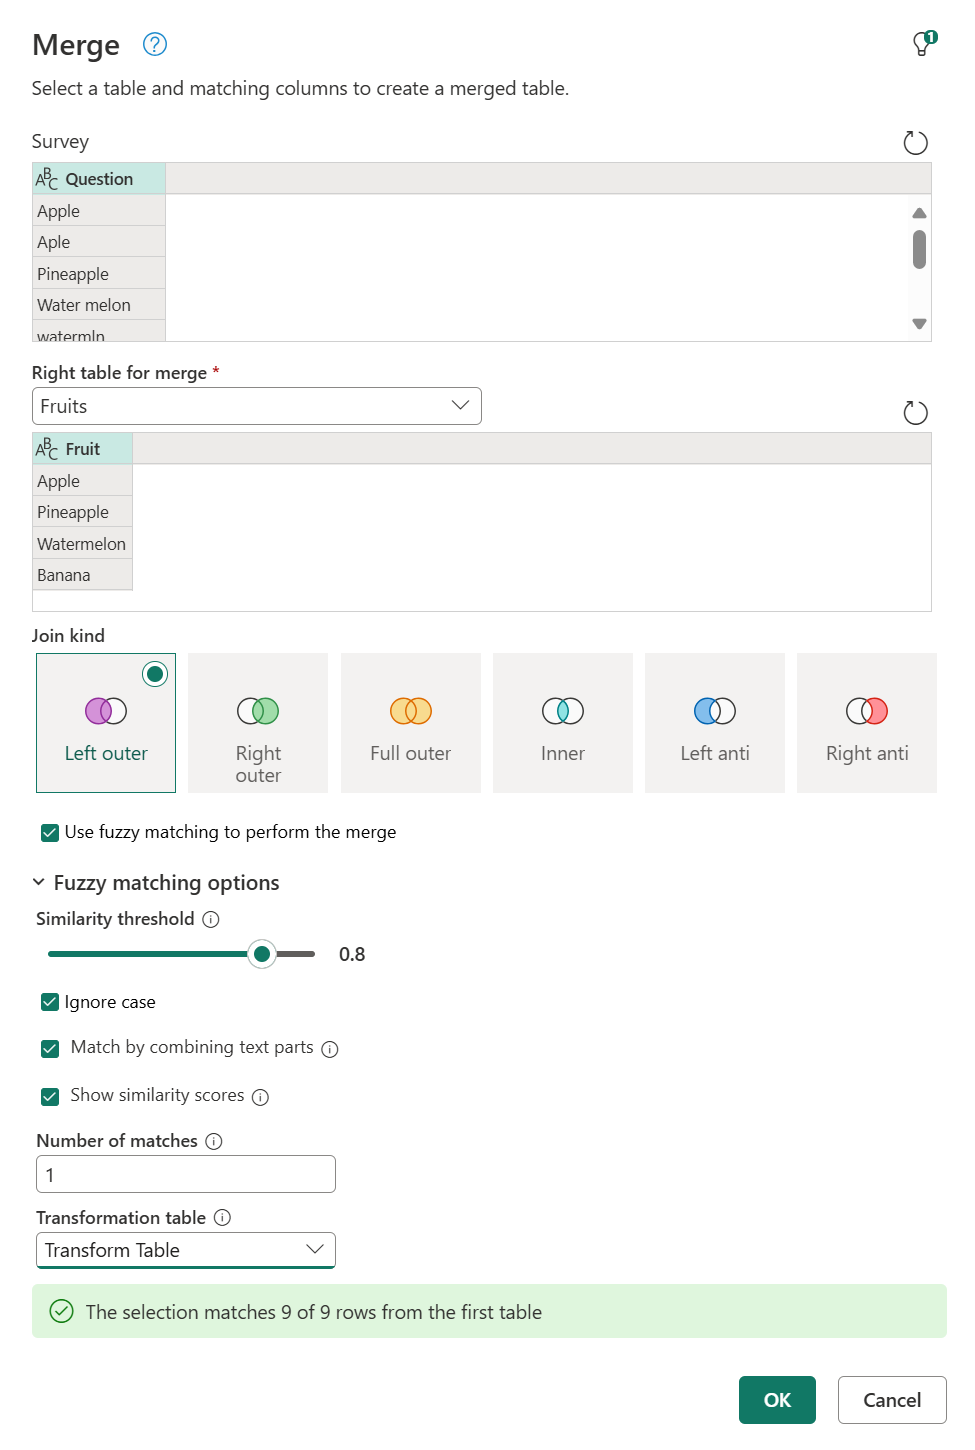 Merge
1
Select a table and matching columns to create a merged table.
Survey
ABC Question
Apple
Aple
Pineapple
Water melon
watermln
Right table for merge *
Fruits
ABC Fruit
Apple
Pineapple
Watermelon
Banana
Join kind
Left outer
Right outer
Full outer
Inner
Left anti
Right anti
Use fuzzy matching to perform the merge
Fuzzy matching options
Similarity threshold
0.8
Ignore case
Match by combining text parts
Show similarity scores
Number of matches
1
Transformation table
Transform Table
The selection matches 9 of 9 rows from the first table
OK
Cancel